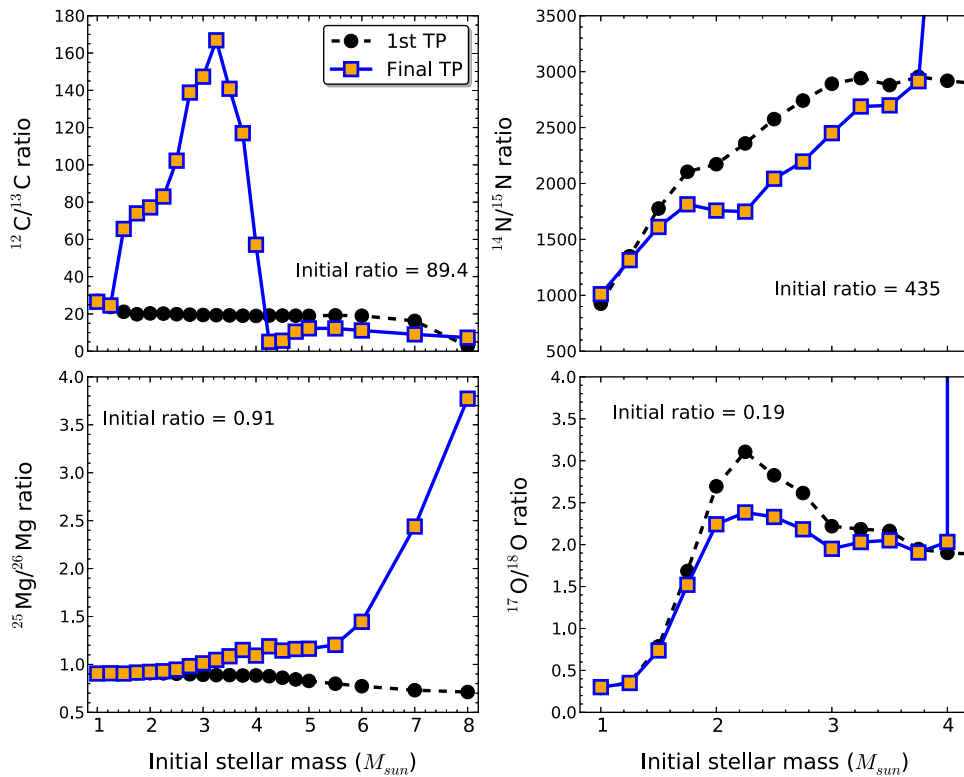 180
160
140
120
100
80
60
40
20
0
¹²C/¹³C ratio
1st TP
Final TP
Initial ratio = 89.4
3500
3000
2500
2000
1500
1000
500
¹⁴N/¹⁵N ratio
Initial ratio = 435
4.0
3.5
3.0
2.5
2.0
1.5
1.0
0.5
²⁵Mg/²⁶Mg ratio
Initial ratio = 0.91
1 2 3 4 5 6 7 8
Initial stellar mass (M_sun)
4.0
3.5
3.0
2.5
2.0
1.5
1.0
0.5
0.0
¹⁷O/¹⁸O ratio
Initial ratio = 0.19
1 2 3 4
Initial stellar mass (M_sun)